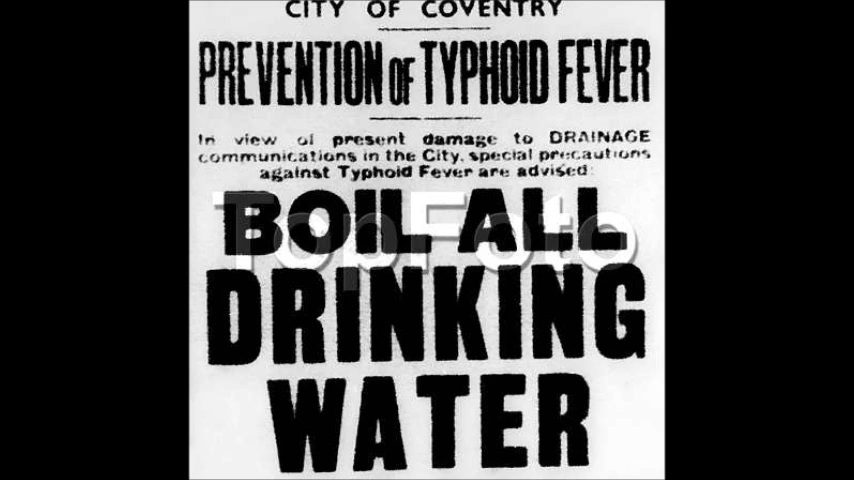 CITY OF COVENTRY
PREVENTION OF TYPHOID FEVER
In view of present damage to DRAINAGE
communications in the City, special precautions
against Typhoid Fever are advised:
BOIL ALL
TopFoto
DRINKING
WATER